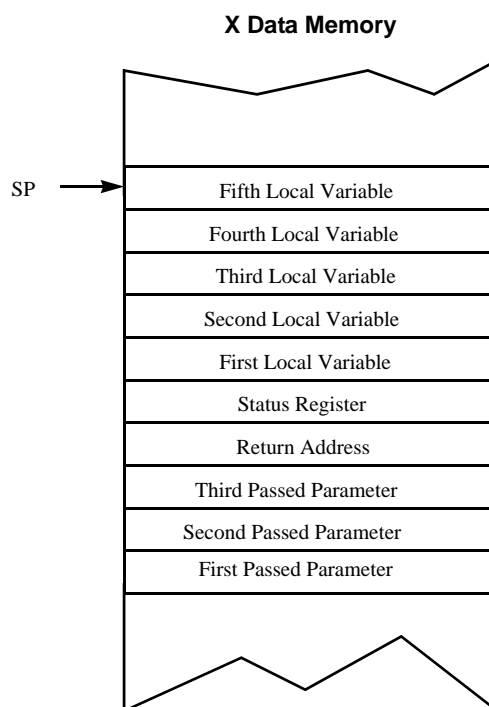 X Data Memory
SP
Fifth Local Variable
Fourth Local Variable
Third Local Variable
Second Local Variable
First Local Variable
Status Register
Return Address
Third Passed Parameter
Second Passed Parameter
First Passed Parameter